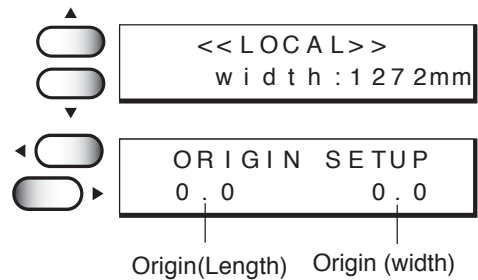 <<LOCAL>>
width:1272mm
ORIGIN SETUP
0.0 0.0
Origin(Length) Origin (width)